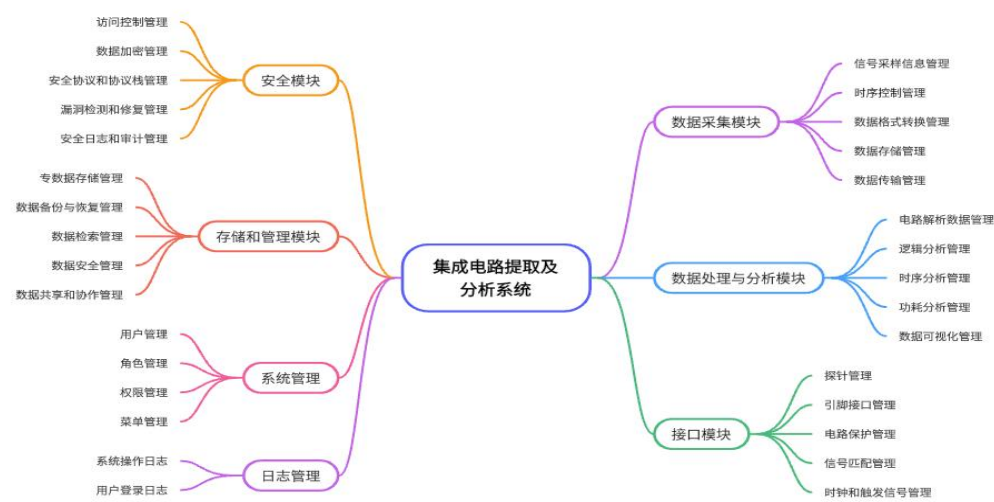 集成电路提取及
分析系统
安全模块
访问控制管理
数据加密管理
安全协议和协议栈管理
漏洞检测和修复管理
安全日志和审计管理
存储和管理模块
专数据存储管理
数据备份与恢复管理
数据检索管理
数据安全管理
数据共享和协作管理
系统管理
用户管理
角色管理
权限管理
菜单管理
日志管理
系统操作日志
用户登录日志
数据采集模块
信号采样信息管理
时序控制管理
数据格式转换管理
数据存储管理
数据传输管理
数据处理与分析模块
电路解析数据管理
逻辑分析管理
时序分析管理
功耗分析管理
数据可视化管理
接口模块
探针管理
引脚接口管理
电路保护管理
信号匹配管理
时钟和触发信号管理